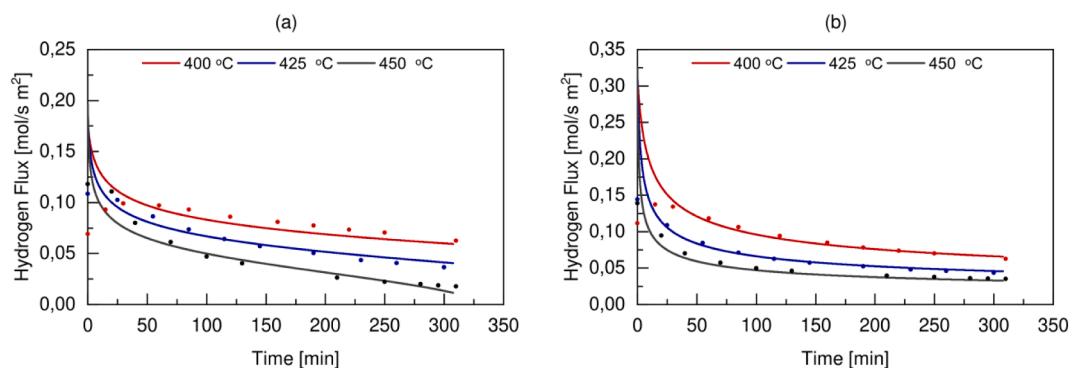 (a)
0,25
0,20
0,15
0,10
0,05
0,00
Hydrogen Flux [mol/s m²]
400 °C 425 °C 450 °C
0 50 100 150 200 250 300 350
Time [min]
(b)
0,35
0,30
0,25
0,20
0,15
0,10
0,05
0,00
Hydrogen Flux [mol/s m²]
400 °C 425 °C 450 °C
0 50 100 150 200 250 300 350
Time [min]